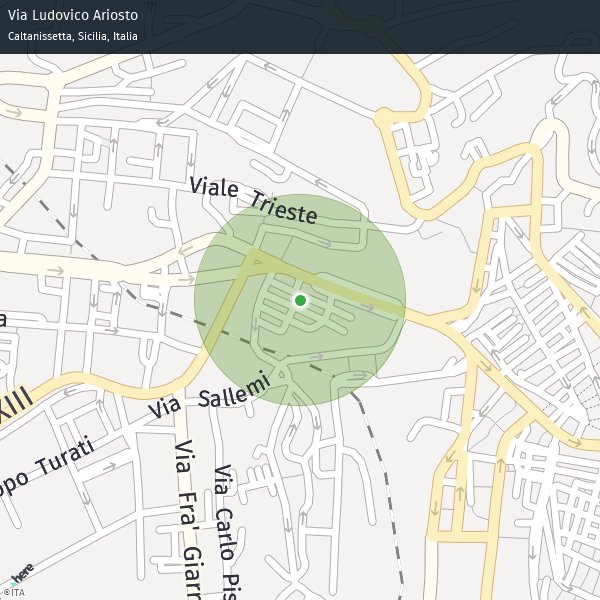 Via Ludovico Ariosto
Caltanissetta, Sicilia, Italia
Viale Trieste
a
XIII
Via Sallemi
ppo Turati
Via Fra' Giarr
Via Carlo Pis
here
©ITA